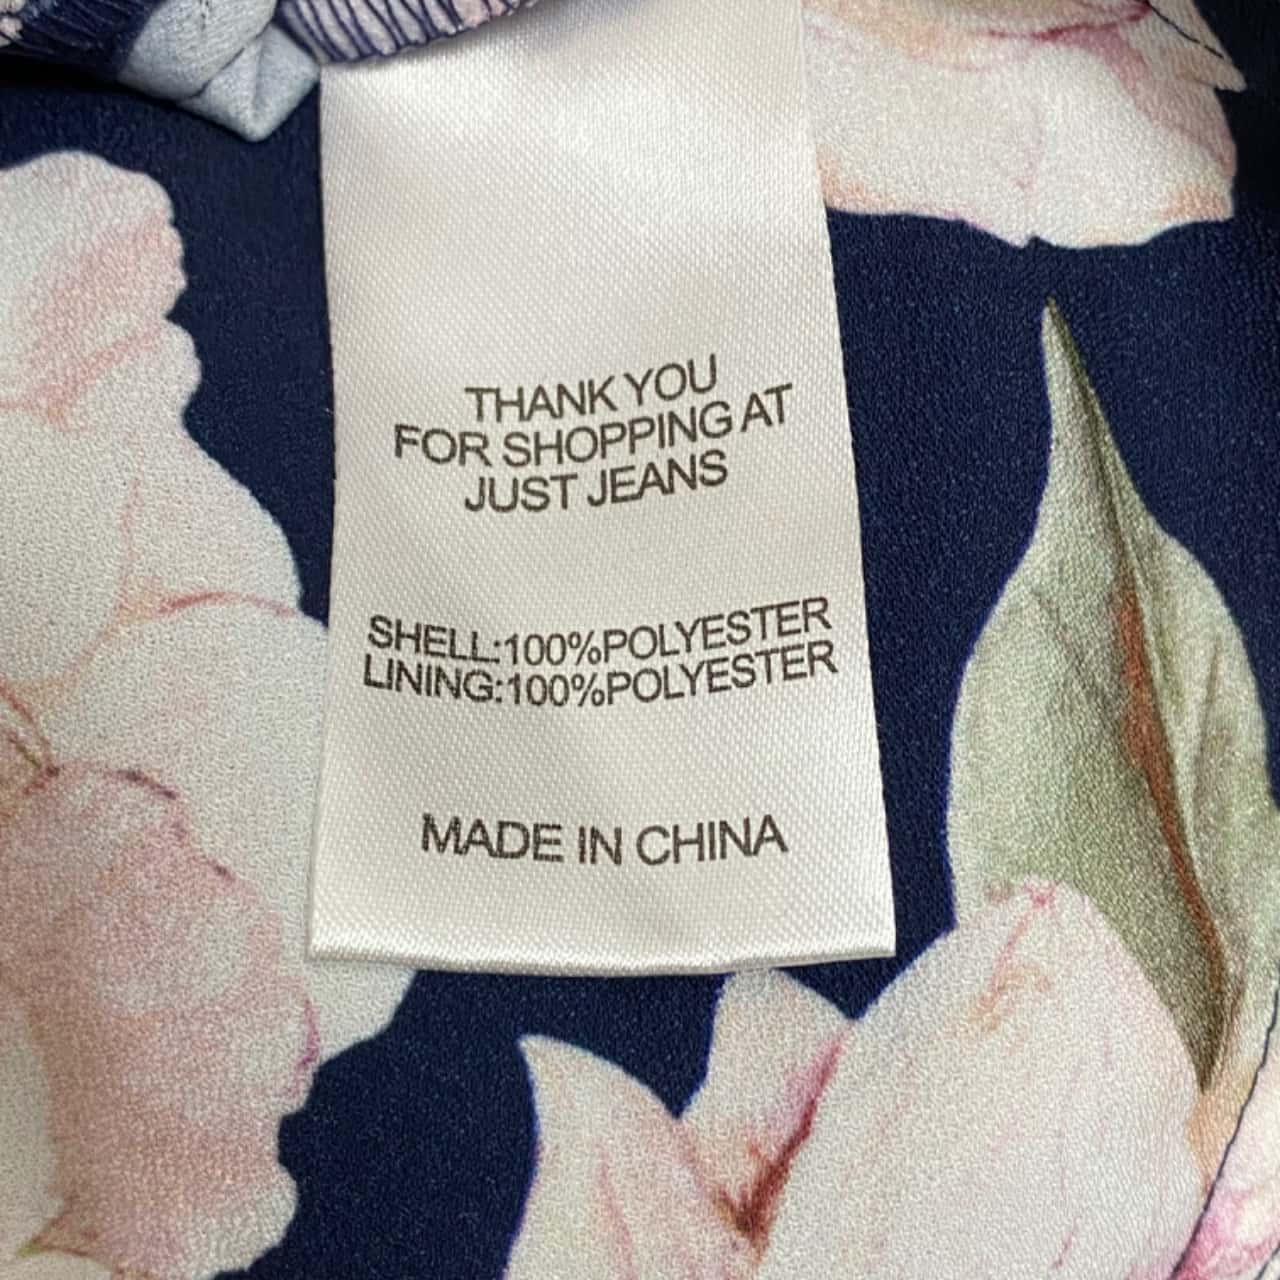 THANK YOU
FOR SHOPPING AT
JUST JEANS
SHELL:100%POLYESTER
LINING:100%POLYESTER
MADE IN CHINA